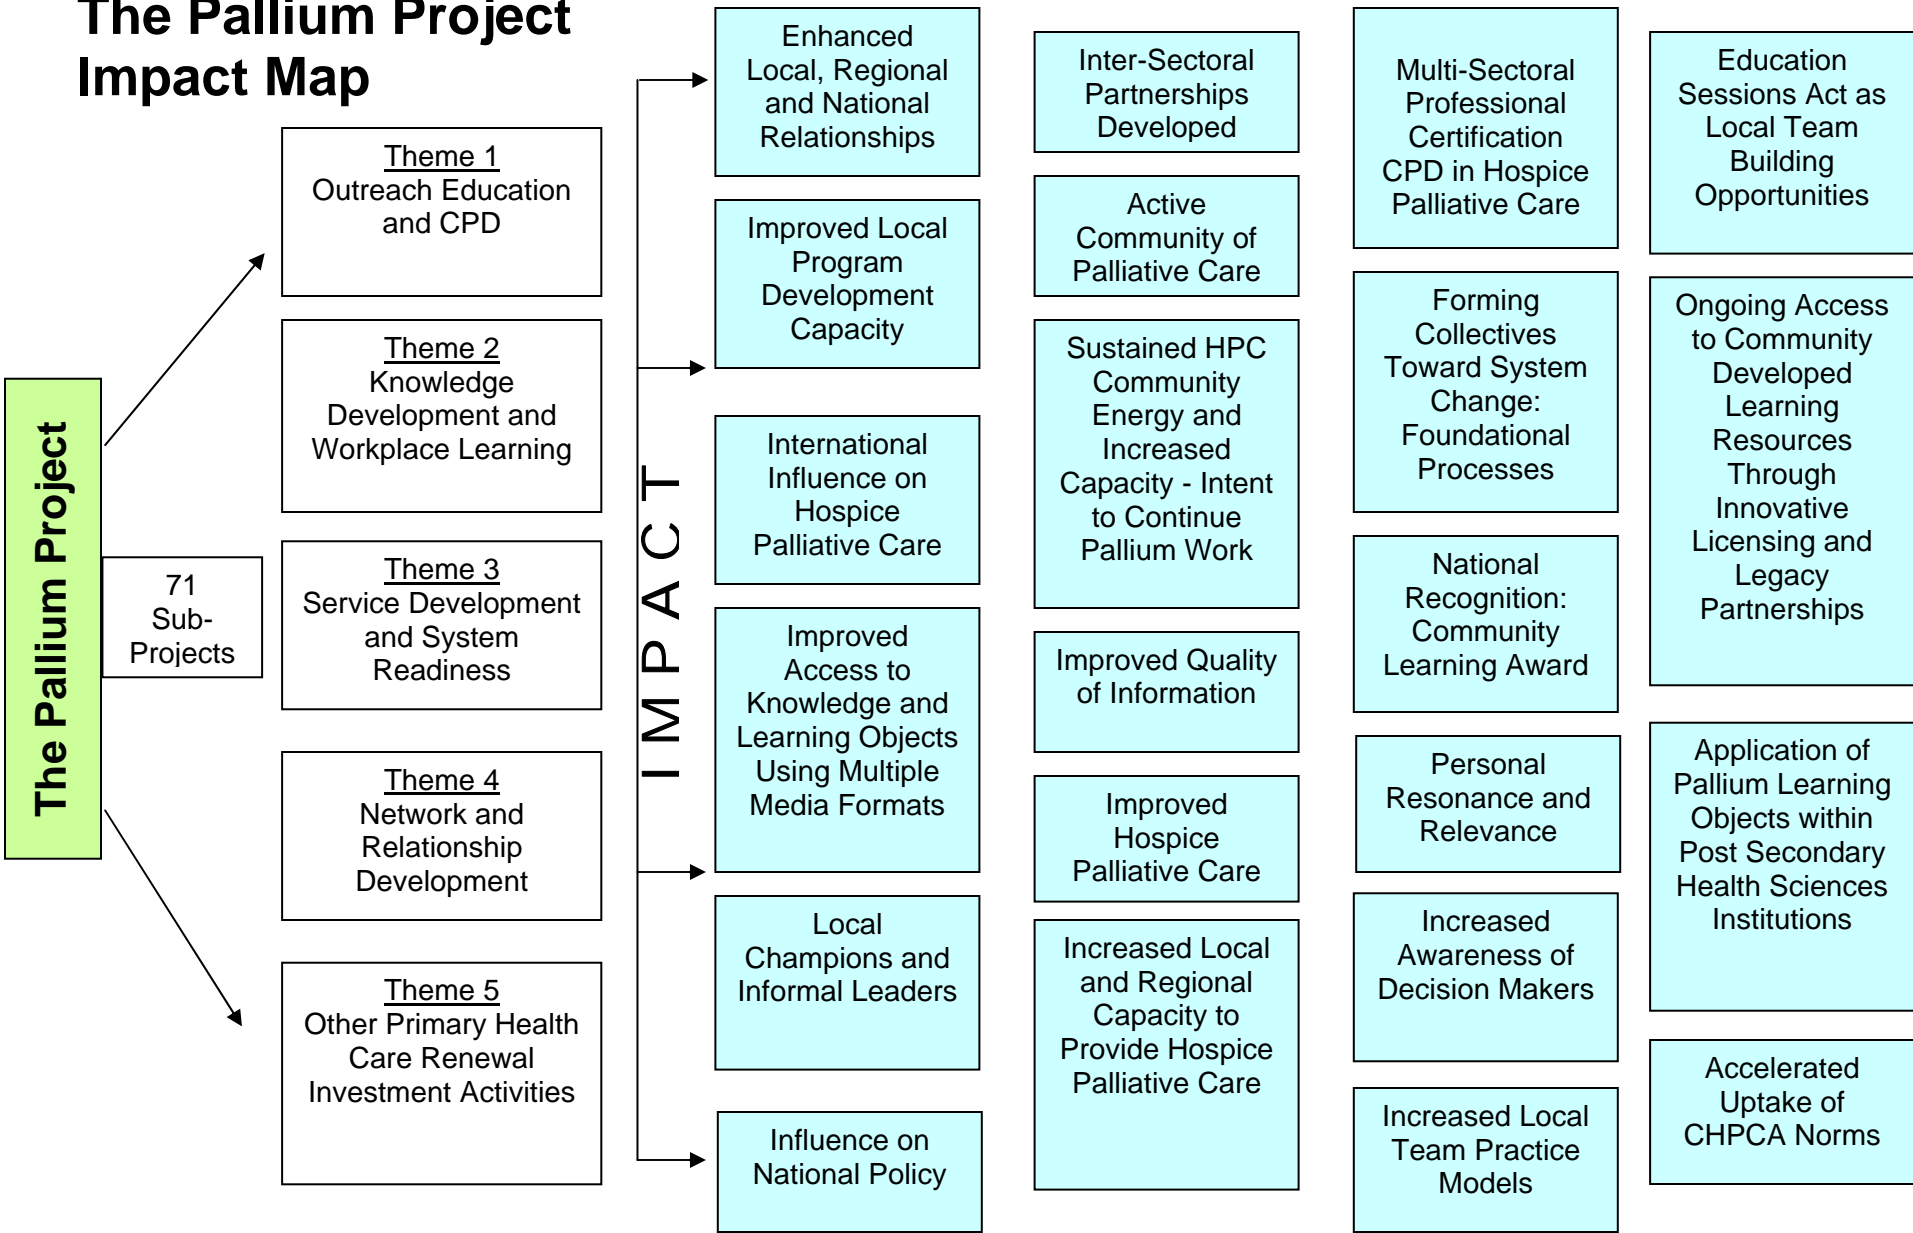 The Pallium Project
Impact Map
The Pallium Project
71
Sub-
Projects
Theme 1
Outreach Education
and CPD
Theme 2
Knowledge
Development and
Workplace Learning
Theme 3
Service Development
and System
Readiness
Theme 4
Network and
Relationship
Development
Theme 5
Other Primary Health
Care Renewal
Investment Activities
IMPACT
Enhanced
Local, Regional
and National
Relationships
Improved Local
Program
Development
Capacity
International
Influence on
Hospice
Palliative Care
Improved
Access to
Knowledge and
Learning Objects
Using Multiple
Media Formats
Local
Champions and
Informal Leaders
Influence on
National Policy
Inter-Sectoral
Partnerships
Developed
Active
Community of
Palliative Care
Sustained HPC
Community
Energy and
Increased
Capacity - Intent
to Continue
Pallium Work
Improved Quality
of Information
Improved
Hospice
Palliative Care
Increased Local
and Regional
Capacity to
Provide Hospice
Palliative Care
Multi-Sectoral
Professional
Certification
CPD in Hospice
Palliative Care
Forming
Collectives
Toward System
Change:
Foundational
Processes
National
Recognition:
Community
Learning Award
Personal
Resonance and
Relevance
Increased
Awareness of
Decision Makers
Increased Local
Team Practice
Models
Education
Sessions Act as
Local Team
Building
Opportunities
Ongoing Access
to Community
Developed
Learning
Resources
Through
Innovative
Licensing and
Legacy
Partnerships
Application of
Pallium Learning
Objects within
Post Secondary
Health Sciences
Institutions
Accelerated
Uptake of
CHPCA Norms